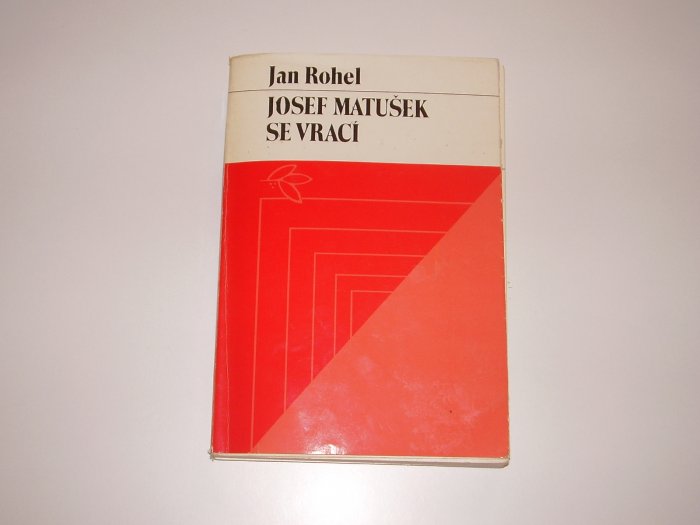 Jan Rohel
JOSEF MATUŠEK
SE VRACÍ